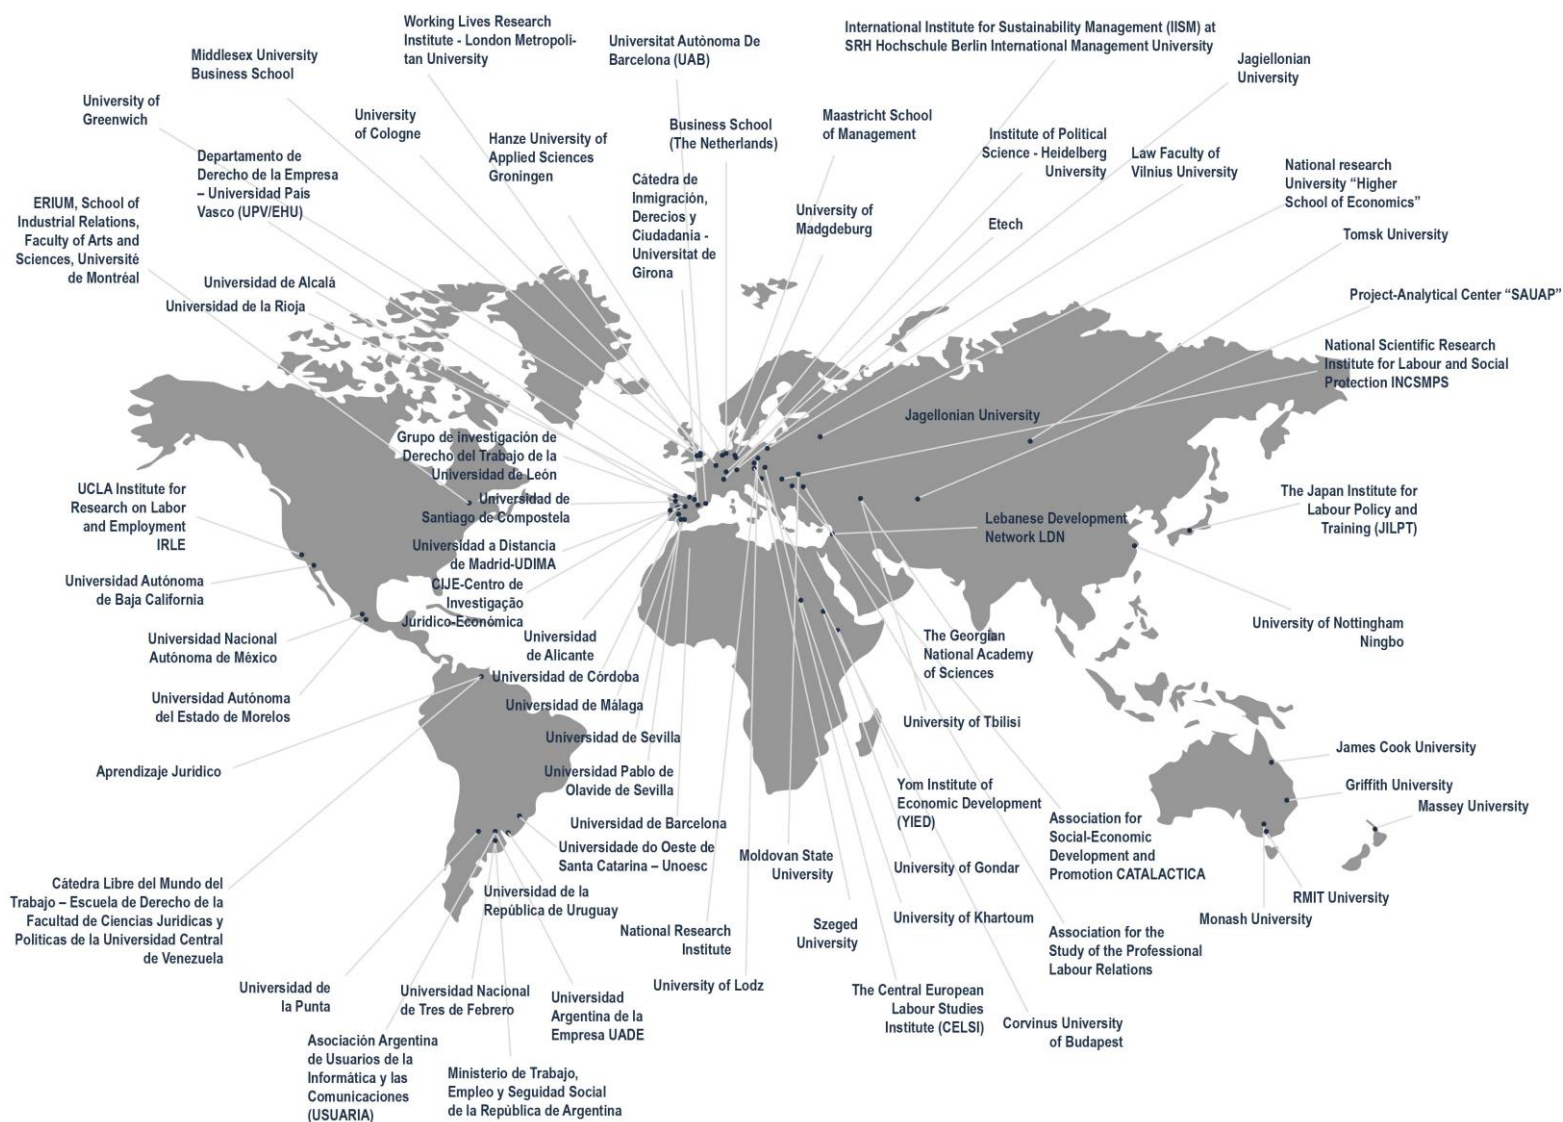 Working Lives Research
Institute - London Metropoli-
tan University
Universitat Autònoma De
Barcelona (UAB)
International Institute for Sustainability Management (IISM) at
SRH Hochschule Berlin International Management University
Middlesex University
Business School
Jagiellonian
University
University of
Greenwich
University
of Cologne
Hanze University of
Applied Sciences
Groningen
Business School
(The Netherlands)
Maastricht School
of Management
Institute of Political
Science - Heidelberg
University
Law Faculty of
Vilnius University
National research
University “Higher
School of Economics”
Departamento de
Derecho de la Empresa
– Universidad País
Vasco (UPV/EHU)
Cátedra de
Inmigración,
Derecios y
Ciudadanía -
Universitat de
Girona
ERIUM, School of
Industrial Relations,
Faculty of Arts and
Sciences, Université
de Montréal
University of
Madgdeburg
Etech
Tomsk University
Universidad de Alcalá
Universidad de la Rioja
Project-Analytical Center “SAUAP”
National Scientific Research
Institute for Labour and Social
Protection INCSMPS
Jagellonian University
Grupo de investigación de
Derecho del Trabajo de la
Universidad de León
Universidad de
Santiago de Compostela
UCLA Institute for
Research on Labor
and Employment
IRLE
The Japan Institute for
Labour Policy and
Training (JILPT)
Lebanese Development
Network LDN
Universidad a Distancia
de Madrid-UDIMA
Universidad Autónoma
de Baja California
CIJE-Centro de
Investigação
Jurídico-Económica
Universidad Nacional
Autónoma de México
Universidad
de Alicante
The Georgian
National Academy
of Sciences
University of Nottingham
Ningbo
Universidad de Córdoba
Universidad Autónoma
del Estado de Morelos
Universidad de Málaga
University of Tbilisi
Universidad de Sevilla
James Cook University
Aprendizaje Jurídico
Universidad Pablo de
Olavide de Sevilla
Yom Institute of
Economic Development
(YIED)
Griffith University
Massey University
Universidad de Barcelona
Association for
Social-Economic
Development and
Promotion CATALACTICA
Universidade do Oeste de
Santa Catarina – Unoesc
Moldovan State
University
University of Gondar
Cátedra Libre del Mundo del
Trabajo – Escuela de Derecho de la
Facultad de Ciencias Jurídicas y
Políticas de la Universidad Central
de Venezuela
Universidad de la
República de Uruguay
RMIT University
Monash University
University of Khartoum
National Research
Institute
Szeged
University
Association for the
Study of the Professional
Labour Relations
University of Lodz
Universidad de
la Punta
Universidad Nacional
de Tres de Febrero
Universidad
Argentina de la
Empresa UADE
The Central European
Labour Studies
Institute (CELSI)
Corvinus University
of Budapest
Asociación Argentina
de Usuarios de la
Informática y las
Comunicaciones
(USUARIA)
Ministerio de Trabajo,
Empleo y Seguidad Social
de la República de Argentina